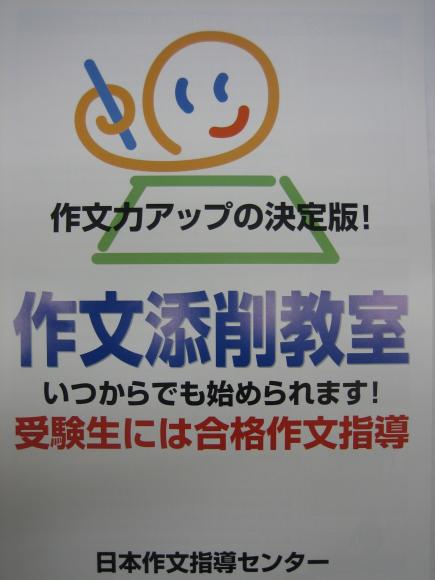 作文力アップの決定版!
作文添削教室
いつからでも始められます!
受験生には合格作文指導
日本作文指導センター